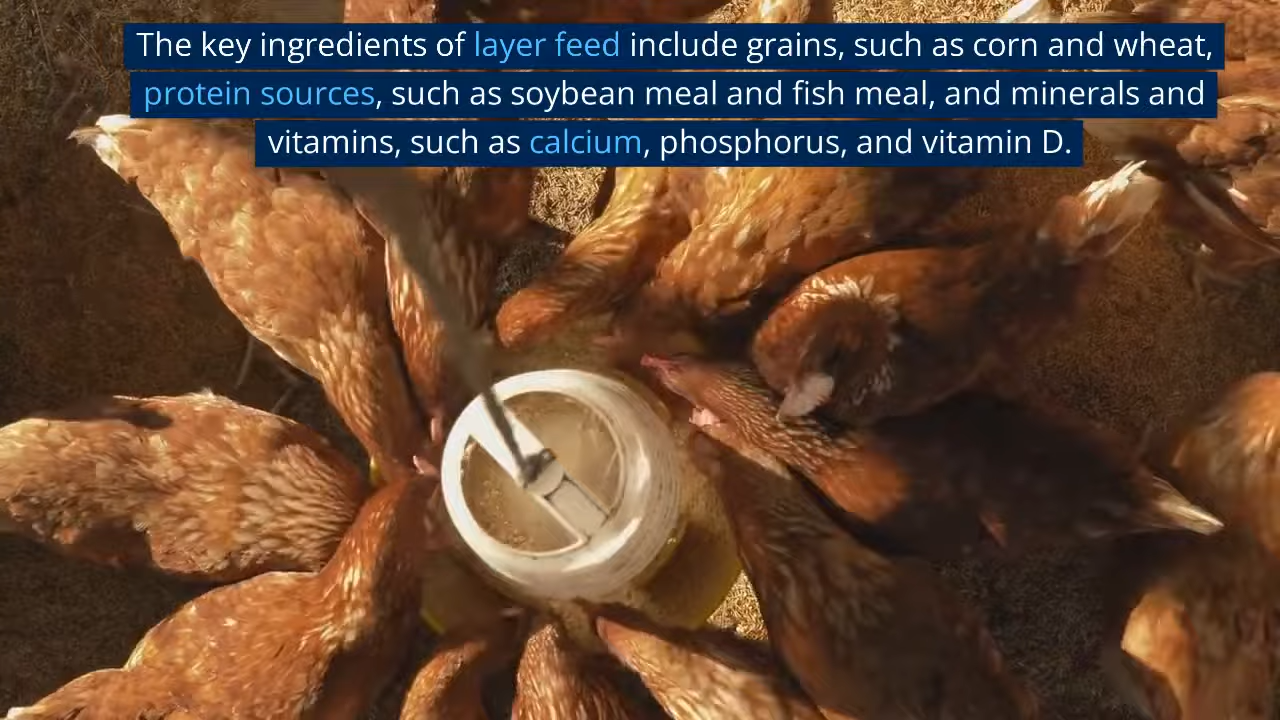 The key ingredients of layer feed include grains, such as corn and wheat,
protein sources, such as soybean meal and fish meal, and minerals and
vitamins, such as calcium, phosphorus, and vitamin D.